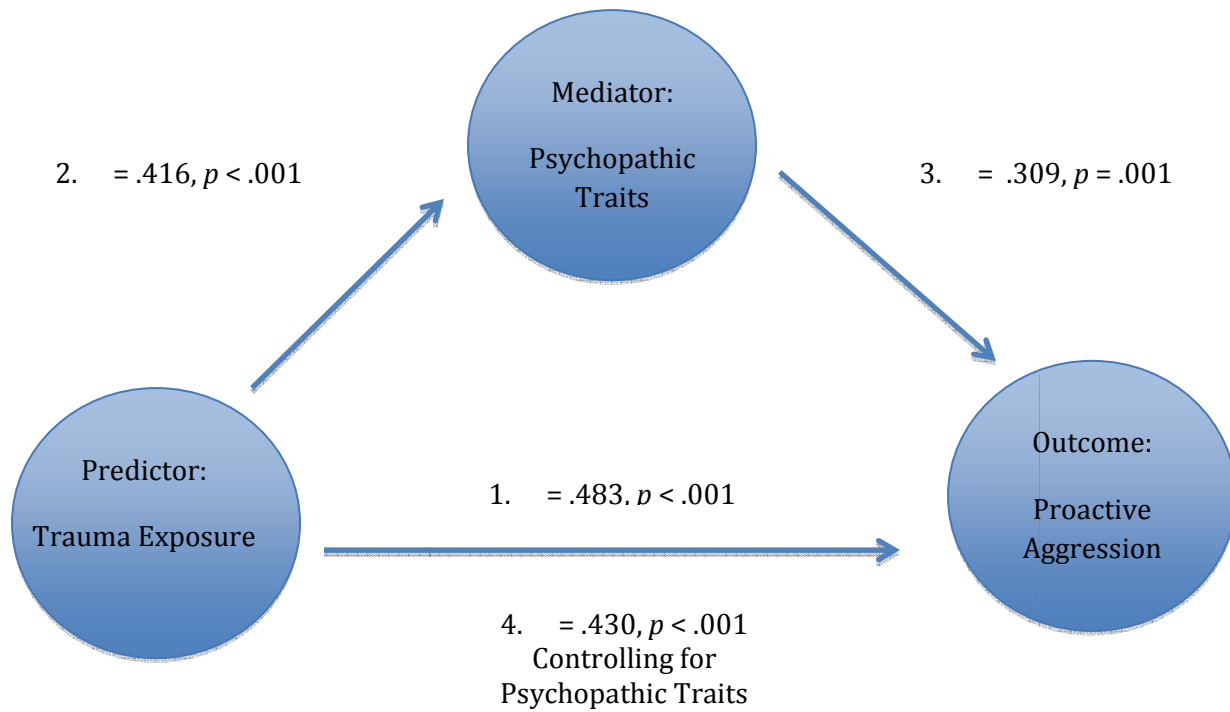 Mediator:
Psychopathic
Traits
2. = .416, p < .001
3. = .309, p = .001
Predictor:
Trauma Exposure
Outcome:
Proactive
Aggression
1. = .483, p < .001
4. = .430, p < .001
Controlling for
Psychopathic Traits